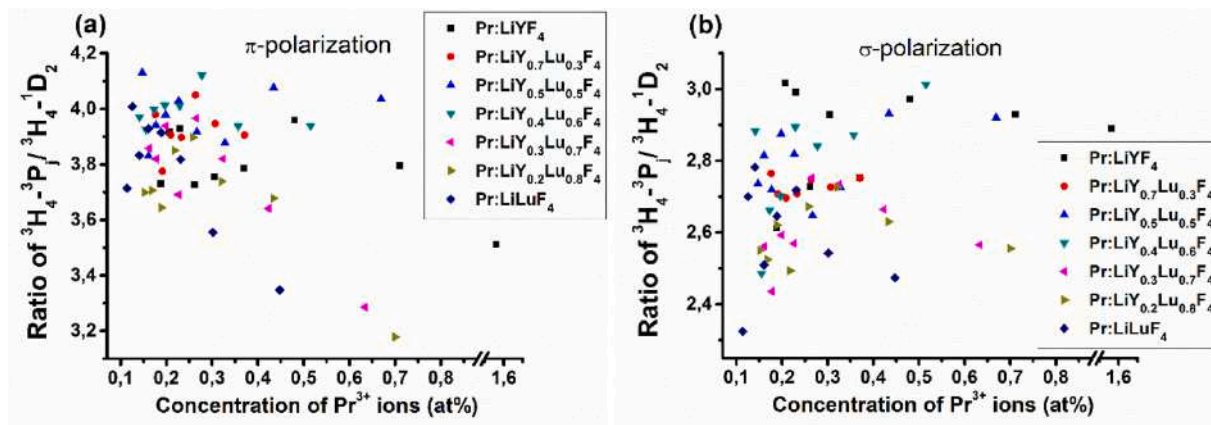 (a)
π-polarization
Ratio of ³H₄-³Pⱼ/ ³H₄-¹D₂
4,2
4,0
3,8
3,6
3,4
3,2
0,1 0,2 0,3 0,4 0,5 0,6 0,7 0,8 1,6
Concentration of Pr³⁺ ions (at%)
Pr:LiYF₄
Pr:LiY₀.₇Lu₀.₃F₄
Pr:LiY₀.₅Lu₀.₅F₄
Pr:LiY₀.₄Lu₀.₆F₄
Pr:LiY₀.₃Lu₀.₇F₄
Pr:LiY₀.₂Lu₀.₈F₄
Pr:LiLuF₄
(b)
σ-polarization
Ratio of ³H₄-³Pⱼ/ ³H₄-¹D₂
3,0
2,8
2,6
2,4
0,1 0,2 0,3 0,4 0,5 0,6 0,7 0,8 1,6
Concentration of Pr³⁺ ions (at%)
Pr:LiYF₄
Pr:LiY₀.₇Lu₀.₃F₄
Pr:LiY₀.₅Lu₀.₅F₄
Pr:LiY₀.₄Lu₀.₆F₄
Pr:LiY₀.₃Lu₀.₇F₄
Pr:LiY₀.₂Lu₀.₈F₄
Pr:LiLuF₄